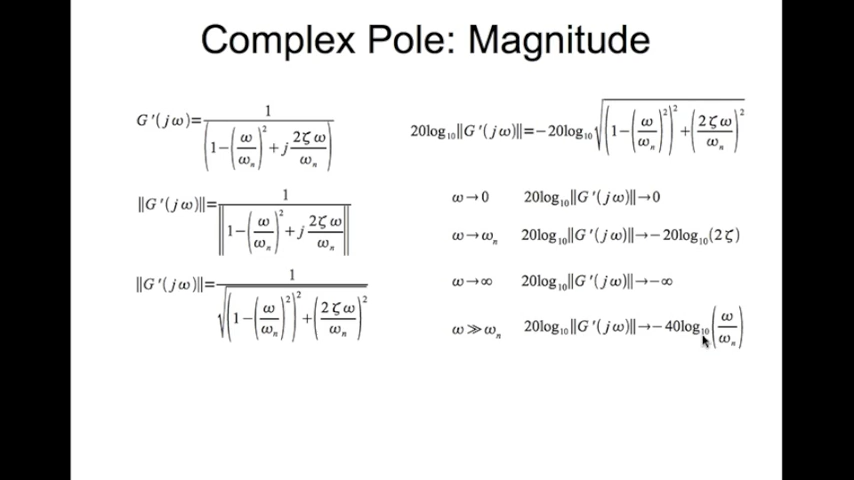 Complex Pole: Magnitude
G'(jω)=1/(1−(ω/ωₙ)²+j 2ζω/ωₙ)
‖G'(jω)‖=1/‖1−(ω/ωₙ)²+j 2ζω/ωₙ‖
‖G'(jω)‖=1/√((1−(ω/ωₙ)²)²+(2ζω/ωₙ)²)
20log₁₀‖G'(jω)‖=−20log₁₀√((1−(ω/ωₙ)²)²+(2ζω/ωₙ)²)
ω→0 20log₁₀‖G'(jω)‖→0
ω→ωₙ 20log₁₀‖G'(jω)‖→−20log₁₀(2ζ)
ω→∞ 20log₁₀‖G'(jω)‖→−∞
ω≫ωₙ 20log₁₀‖G'(jω)‖→−40log₁₀(ω/ωₙ)